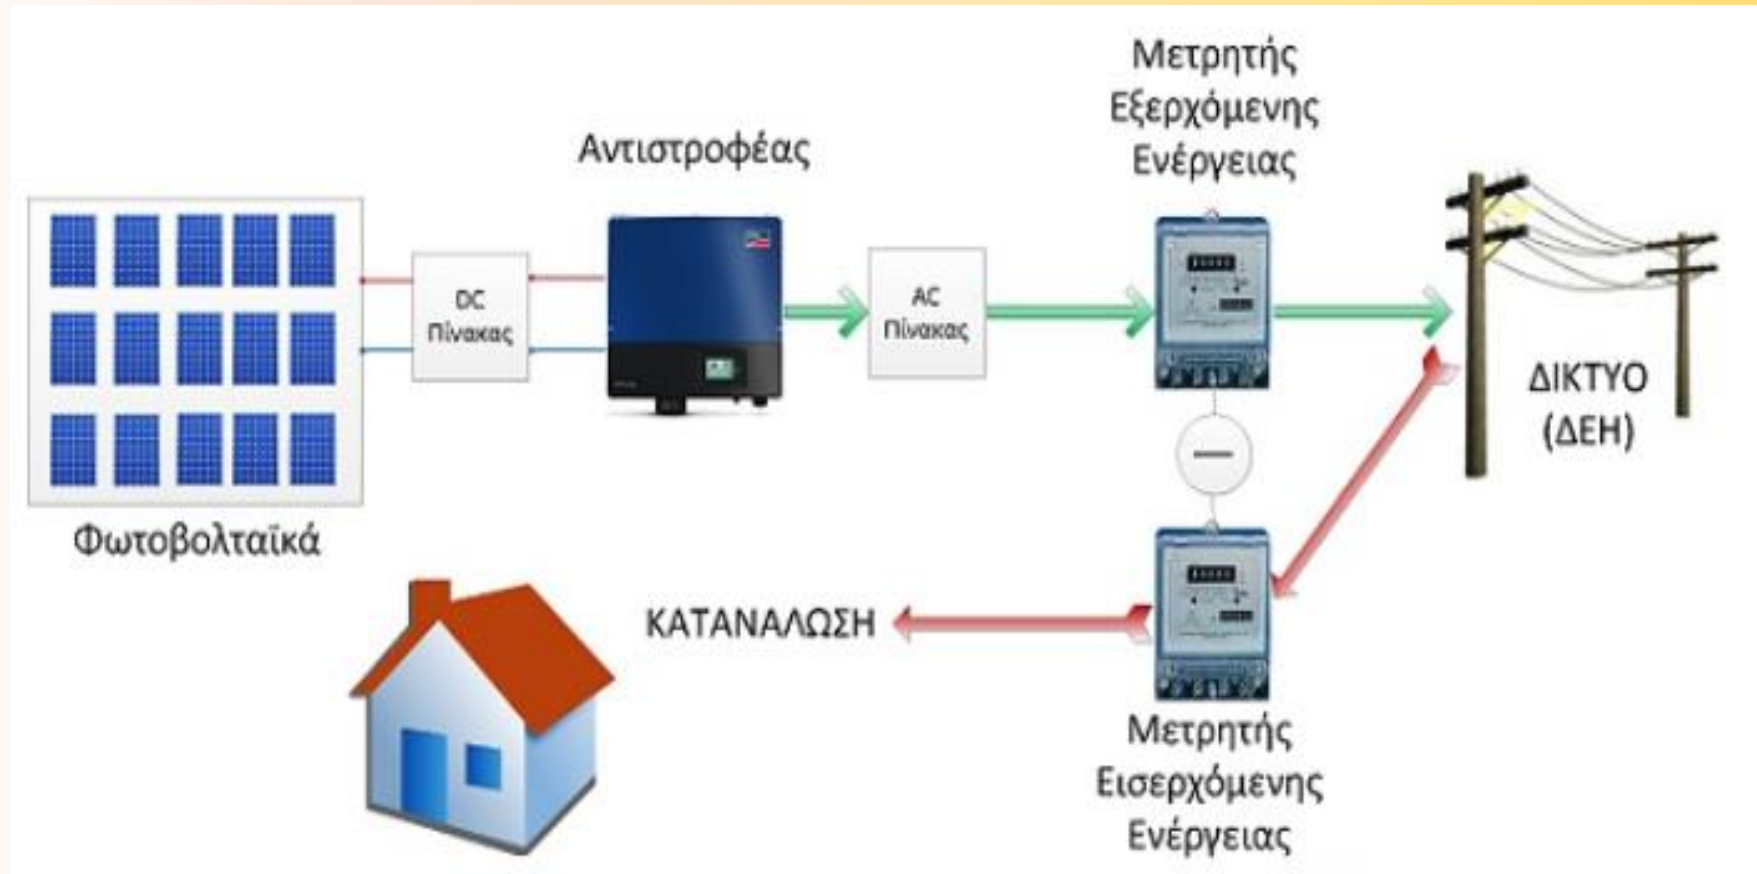 Μετρητής
Εξερχόμενης
Ενέργειας
Αντιστροφέας
DC
Πίνακας
AC
Πίνακας
ΔΙΚΤΥΟ
(ΔΕΗ)
Φωτοβολταϊκά
ΚΑΤΑΝΑΛΩΣΗ
Μετρητής
Εισερχόμενης
Ενέργειας